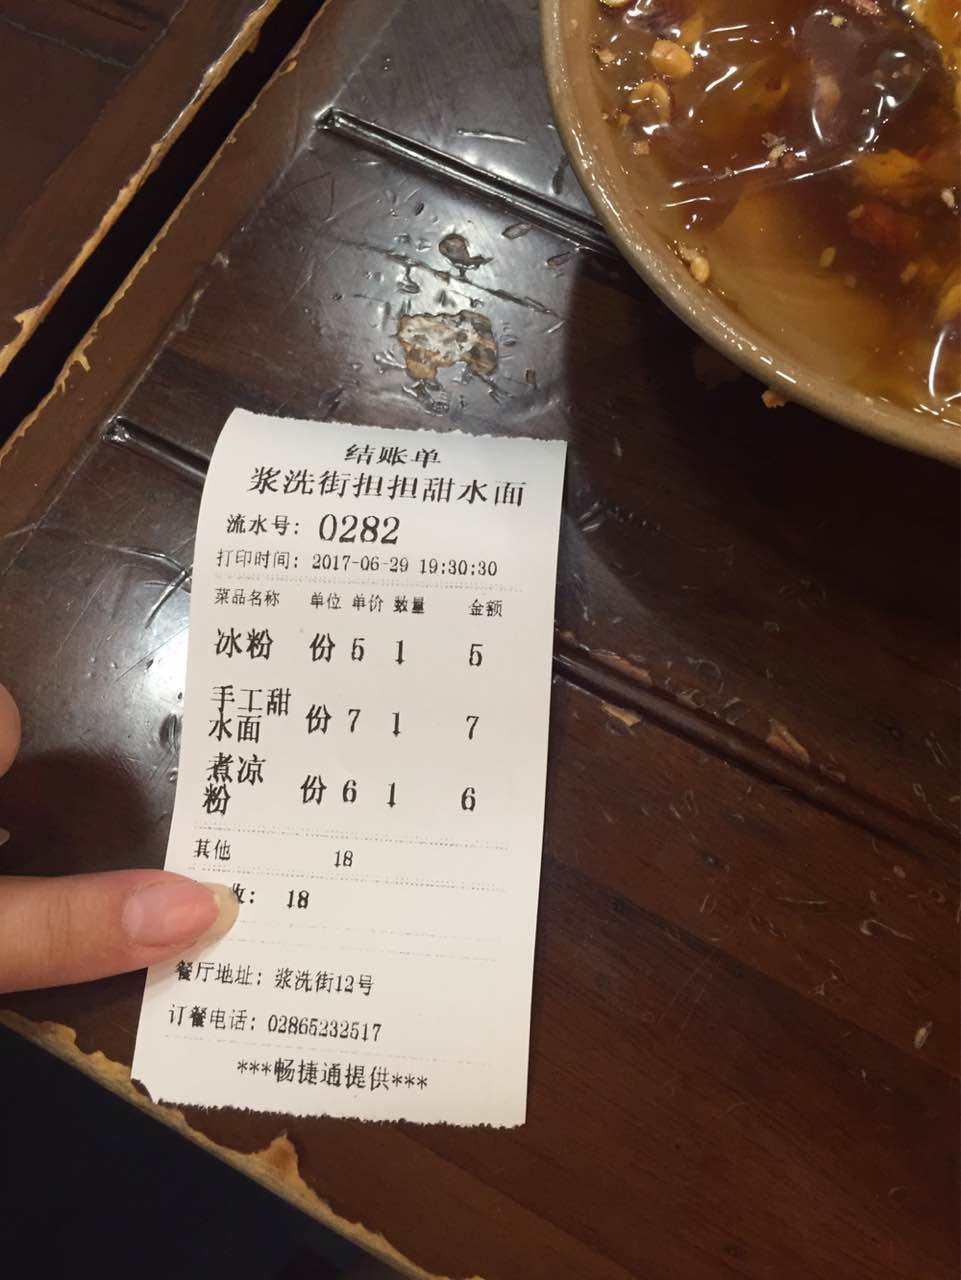 结账单
浆洗街担担甜水面
流水号: 0282
打印时间: 2017-06-29 19:30:30
菜品名称 单位 单价 数量 金额
冰粉 份 5 1 5
手工甜
水面 份 7 1 7
煮凉
粉 份 6 1 6
其他 18
收: 18
餐厅地址: 浆洗街12号
订餐电话: 02865232517
***畅捷通提供***